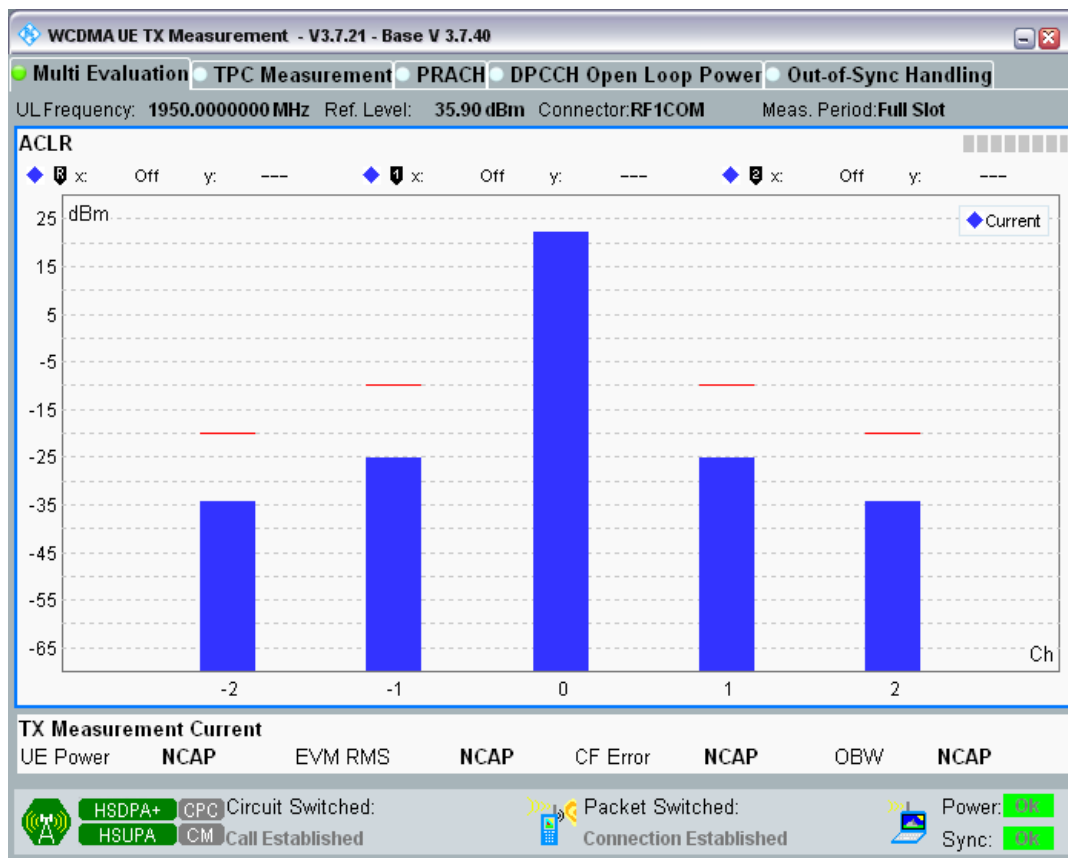 WCDMA UE TX Measurement - V3.7.21 - Base V 3.7.40
Multi Evaluation TPC Measurement PRACH DPCCH Open Loop Power Out-of-Sync Handling
UL Frequency: 1950.0000000 MHz Ref. Level: 35.90 dBm Connector:RF1COM Meas. Period:Full Slot
ACLR
R x: Off y: --- 1 x: Off y: --- 2 x: Off y: ---
dBm
Current
25
15
5
-5
-15
-25
-35
-45
-55
-65
Ch
-2 -1 0 1 2
TX Measurement Current
UE Power NCAP EVM RMS NCAP CF Error NCAP OBW NCAP
HSDPA+ CPC Circuit Switched: Packet Switched: Power: OK
HSUPA CM Call Established Connection Established Sync: OK